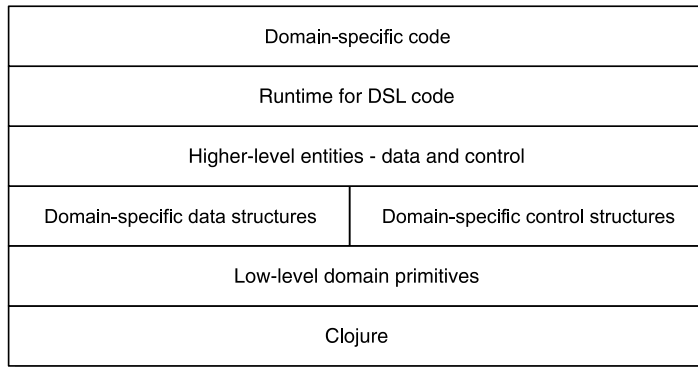 Domain-specific code
Runtime for DSL code
Higher-level entities - data and control
Domain-specific data structures
Domain-specific control structures
Low-level domain primitives
Clojure